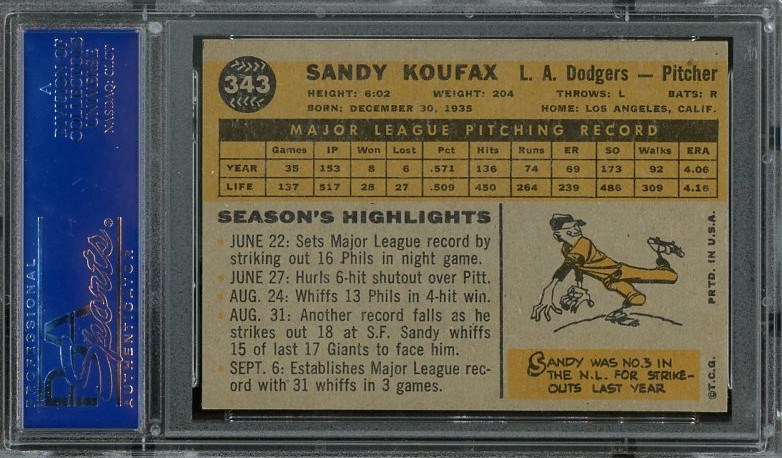 A
DIVISION OF
COLLECTORS
UNIVERSE
NASDAQ: CLCT
PROFESSIONAL
PSA
Sports
AUTHENTICATOR
343
SANDY KOUFAX L. A. Dodgers — Pitcher
HEIGHT: 6:02 WEIGHT: 204 THROWS: L BATS: R
BORN: DECEMBER 30, 1935 HOME: LOS ANGELES, CALIF.
MAJOR LEAGUE PITCHING RECORD
Games IP Won Lost Pct Hits Runs ER SO Walks ERA
YEAR 35 153 8 6 .571 136 74 69 173 92 4.06
LIFE 137 517 28 27 .509 450 264 239 486 309 4.16
SEASON'S HIGHLIGHTS
• JUNE 22: Sets Major League record by
striking out 16 Phils in night game.
• JUNE 27: Hurls 6-hit shutout over Pitt.
• AUG. 24: Whiffs 13 Phils in 4-hit win.
• AUG. 31: Another record falls as he
strikes out 18 at S.F. Sandy whiffs
15 of last 17 Giants to face him.
• SEPT. 6: Establishes Major League rec-
ord with 31 whiffs in 3 games.
SANDY WAS NO.3 IN
THE N.L. FOR STRIKE-
OUTS LAST YEAR
©T.C.G. PRTD. IN U.S.A.